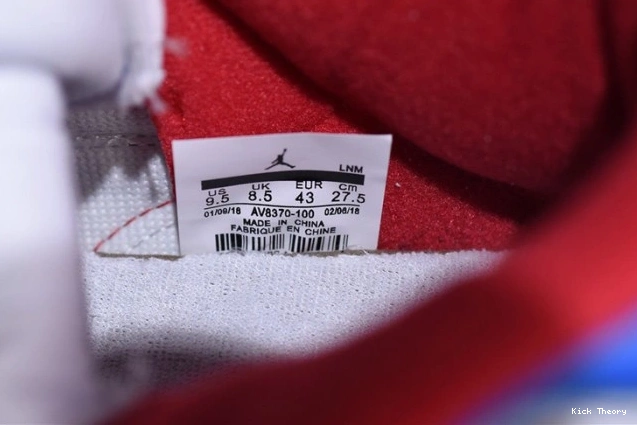 LNM
US UK EUR CM
9.5 8.5 43 27.5
01/09/18 AV8370-100 02/06/18
MADE IN CHINA
FABRIQUE EN CHINE
Kick Theory